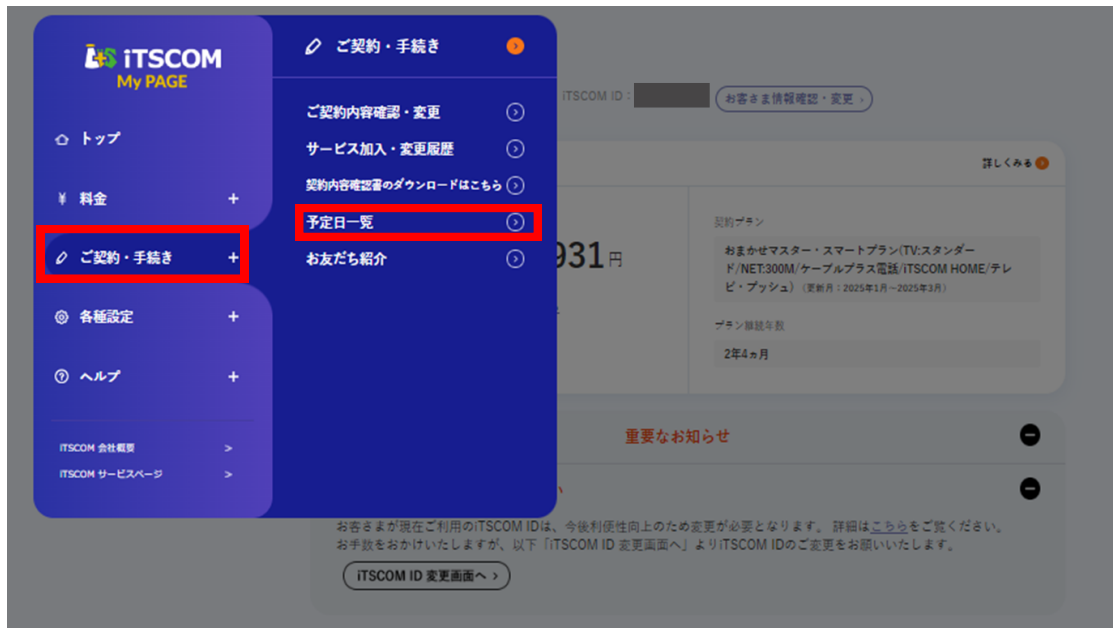 iTSCOM
My PAGE
トップ
¥ 料金 +
ご契約・手続き +
各種設定 +
ヘルプ +
iTSCOM 会社概要 >
iTSCOM サービスページ >
ご契約・手続き
ご契約内容確認・変更
サービス加入・変更履歴
契約内容確認書のダウンロードはこちら
予定日一覧
お友だち紹介
iTSCOM ID：
お客さま情報確認・変更
詳しくみる
931円
契約プラン
おまかせマスター・スマートプラン(TV:スタンダー
ド/NET:300M/ケーブルプラス電話/iTSCOM HOME/テレ
ビ・プッシュ) （更新月：2025年1月～2025年3月）
プラン継続年数
2年4ヵ月
重要なお知らせ
い
お客さまが現在ご利用のiTSCOM IDは、今後利便性向上のため変更が必要となります。 詳細はこちらをご覧ください。
お手数をおかけいたしますが、以下「iTSCOM ID 変更画面へ」よりiTSCOM IDのご変更をお願いいたします。
iTSCOM ID 変更画面へ